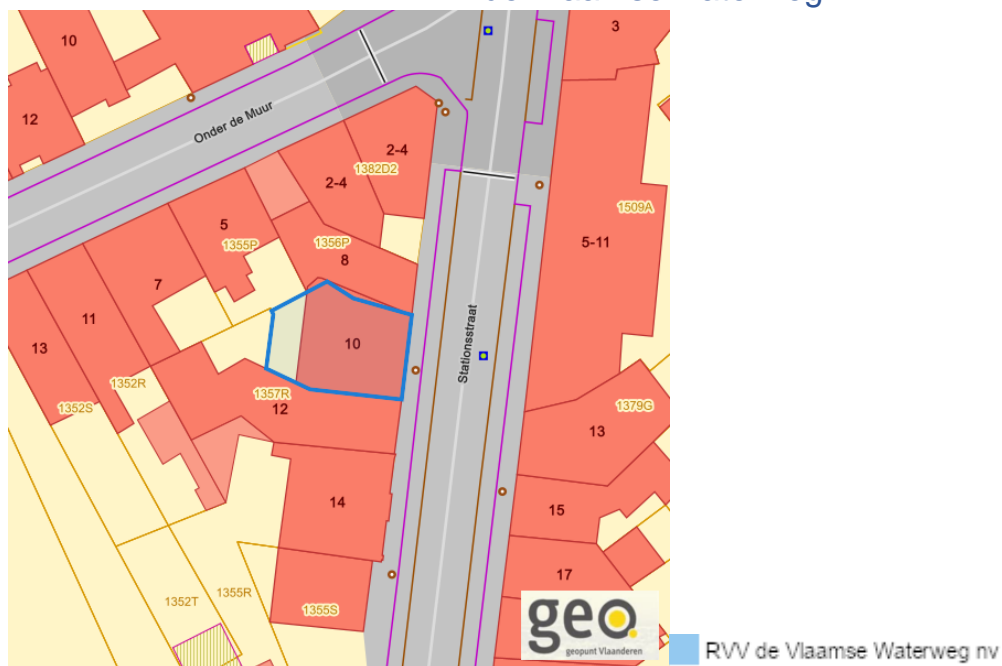 10
3
12
Onder de Muur
2-4
2-4
1382D2
1509A
5
1355P
1356P
8
5-11
7
11
10
Stationsstraat
13
1352R
1352S
1357R
12
1379G
13
14
15
17
1352T
1355R
1355S
geo
geopunt Vlaanderen
RVV de Vlaamse Waterweg nv